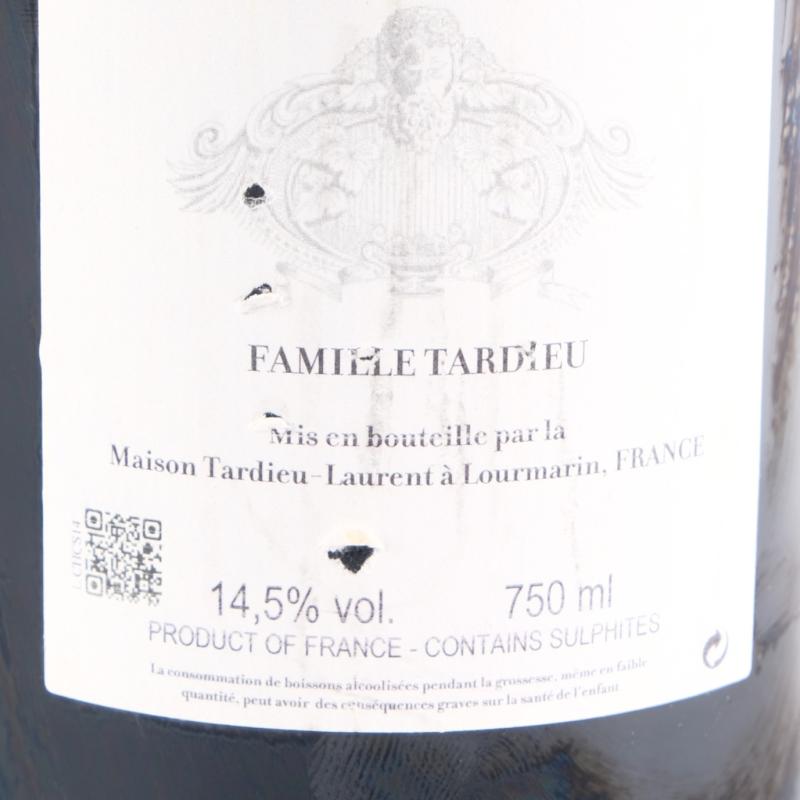 FAMILLE TARDIEU
Mis en bouteille par la
Maison Tardieu-Laurent à Lourmarin, FRANCE
14,5% vol. 750 ml
PRODUCT OF FRANCE - CONTAINS SULPHITES
La consommation de boissons alcoolisées pendant la grossesse, même en faible
quantité, peut avoir des conséquences graves sur la santé de l'enfant